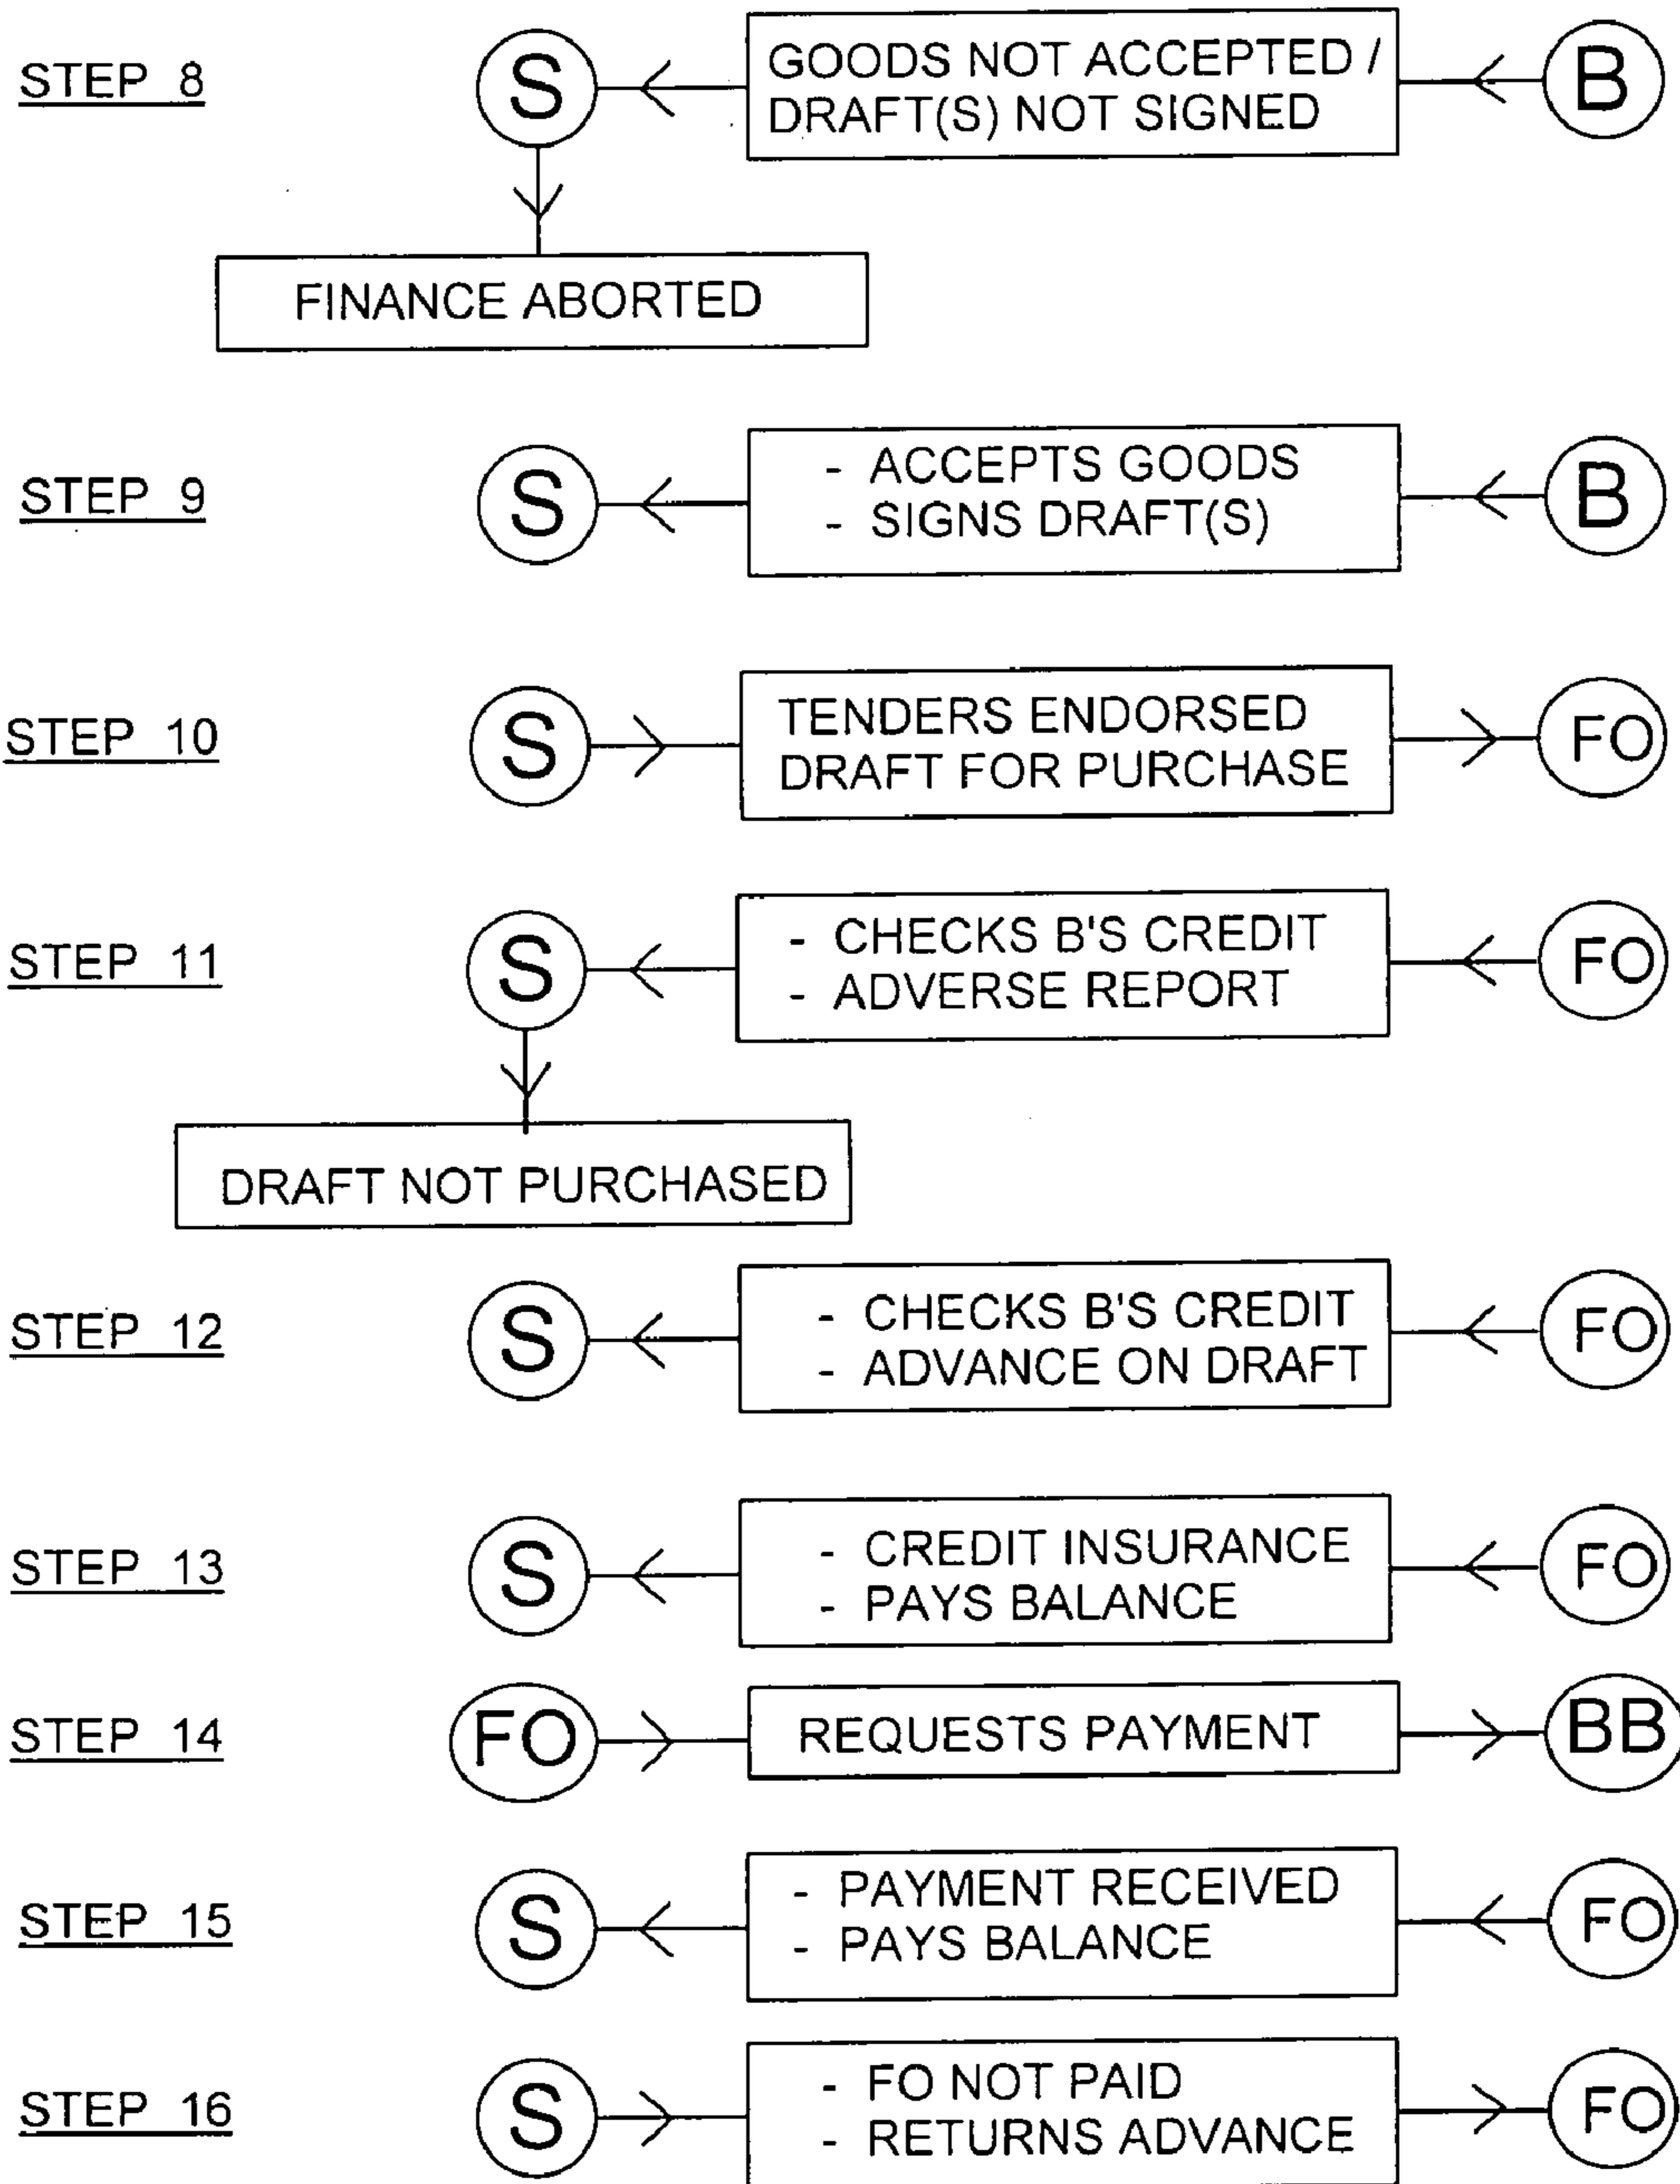 STEP 8
S
GOODS NOT ACCEPTED /
DRAFT(S) NOT SIGNED
B
FINANCE ABORTED
STEP 9
S
- ACCEPTS GOODS
- SIGNS DRAFT(S)
B
STEP 10
S
TENDERS ENDORSED
DRAFT FOR PURCHASE
FO
STEP 11
S
- CHECKS B'S CREDIT
- ADVERSE REPORT
FO
DRAFT NOT PURCHASED
STEP 12
S
- CHECKS B'S CREDIT
- ADVANCE ON DRAFT
FO
STEP 13
S
- CREDIT INSURANCE
- PAYS BALANCE
FO
STEP 14
FO
REQUESTS PAYMENT
BB
STEP 15
S
- PAYMENT RECEIVED
- PAYS BALANCE
FO
STEP 16
S
- FO NOT PAID
- RETURNS ADVANCE
FO